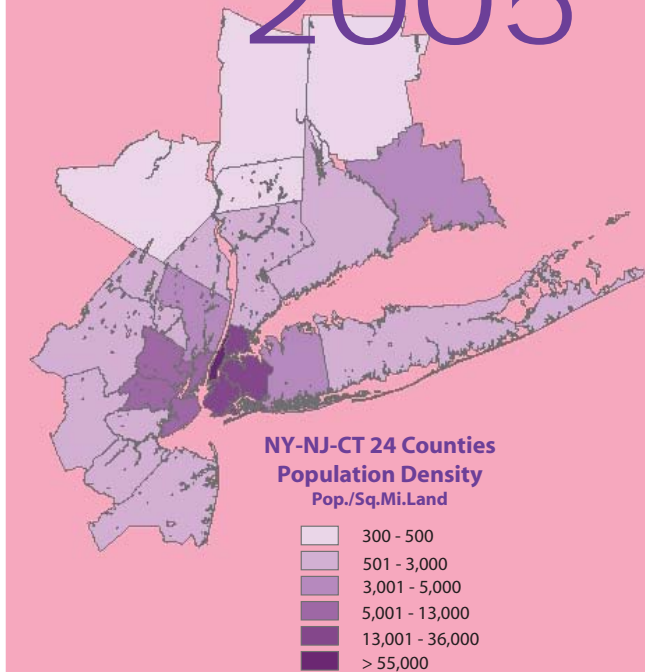 2005
NY-NJ-CT 24 Counties
Population Density
Pop./Sq.Mi.Land
300 - 500
501 - 3,000
3,001 - 5,000
5,001 - 13,000
13,001 - 36,000
> 55,000